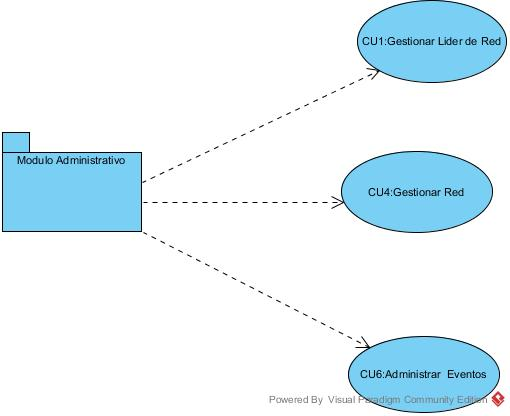 CU1:Gestionar Lider de Red
Modulo Administrativo
CU4:Gestionar Red
CU6:Administrar Eventos
Powered By Visual Paradigm Community Edition